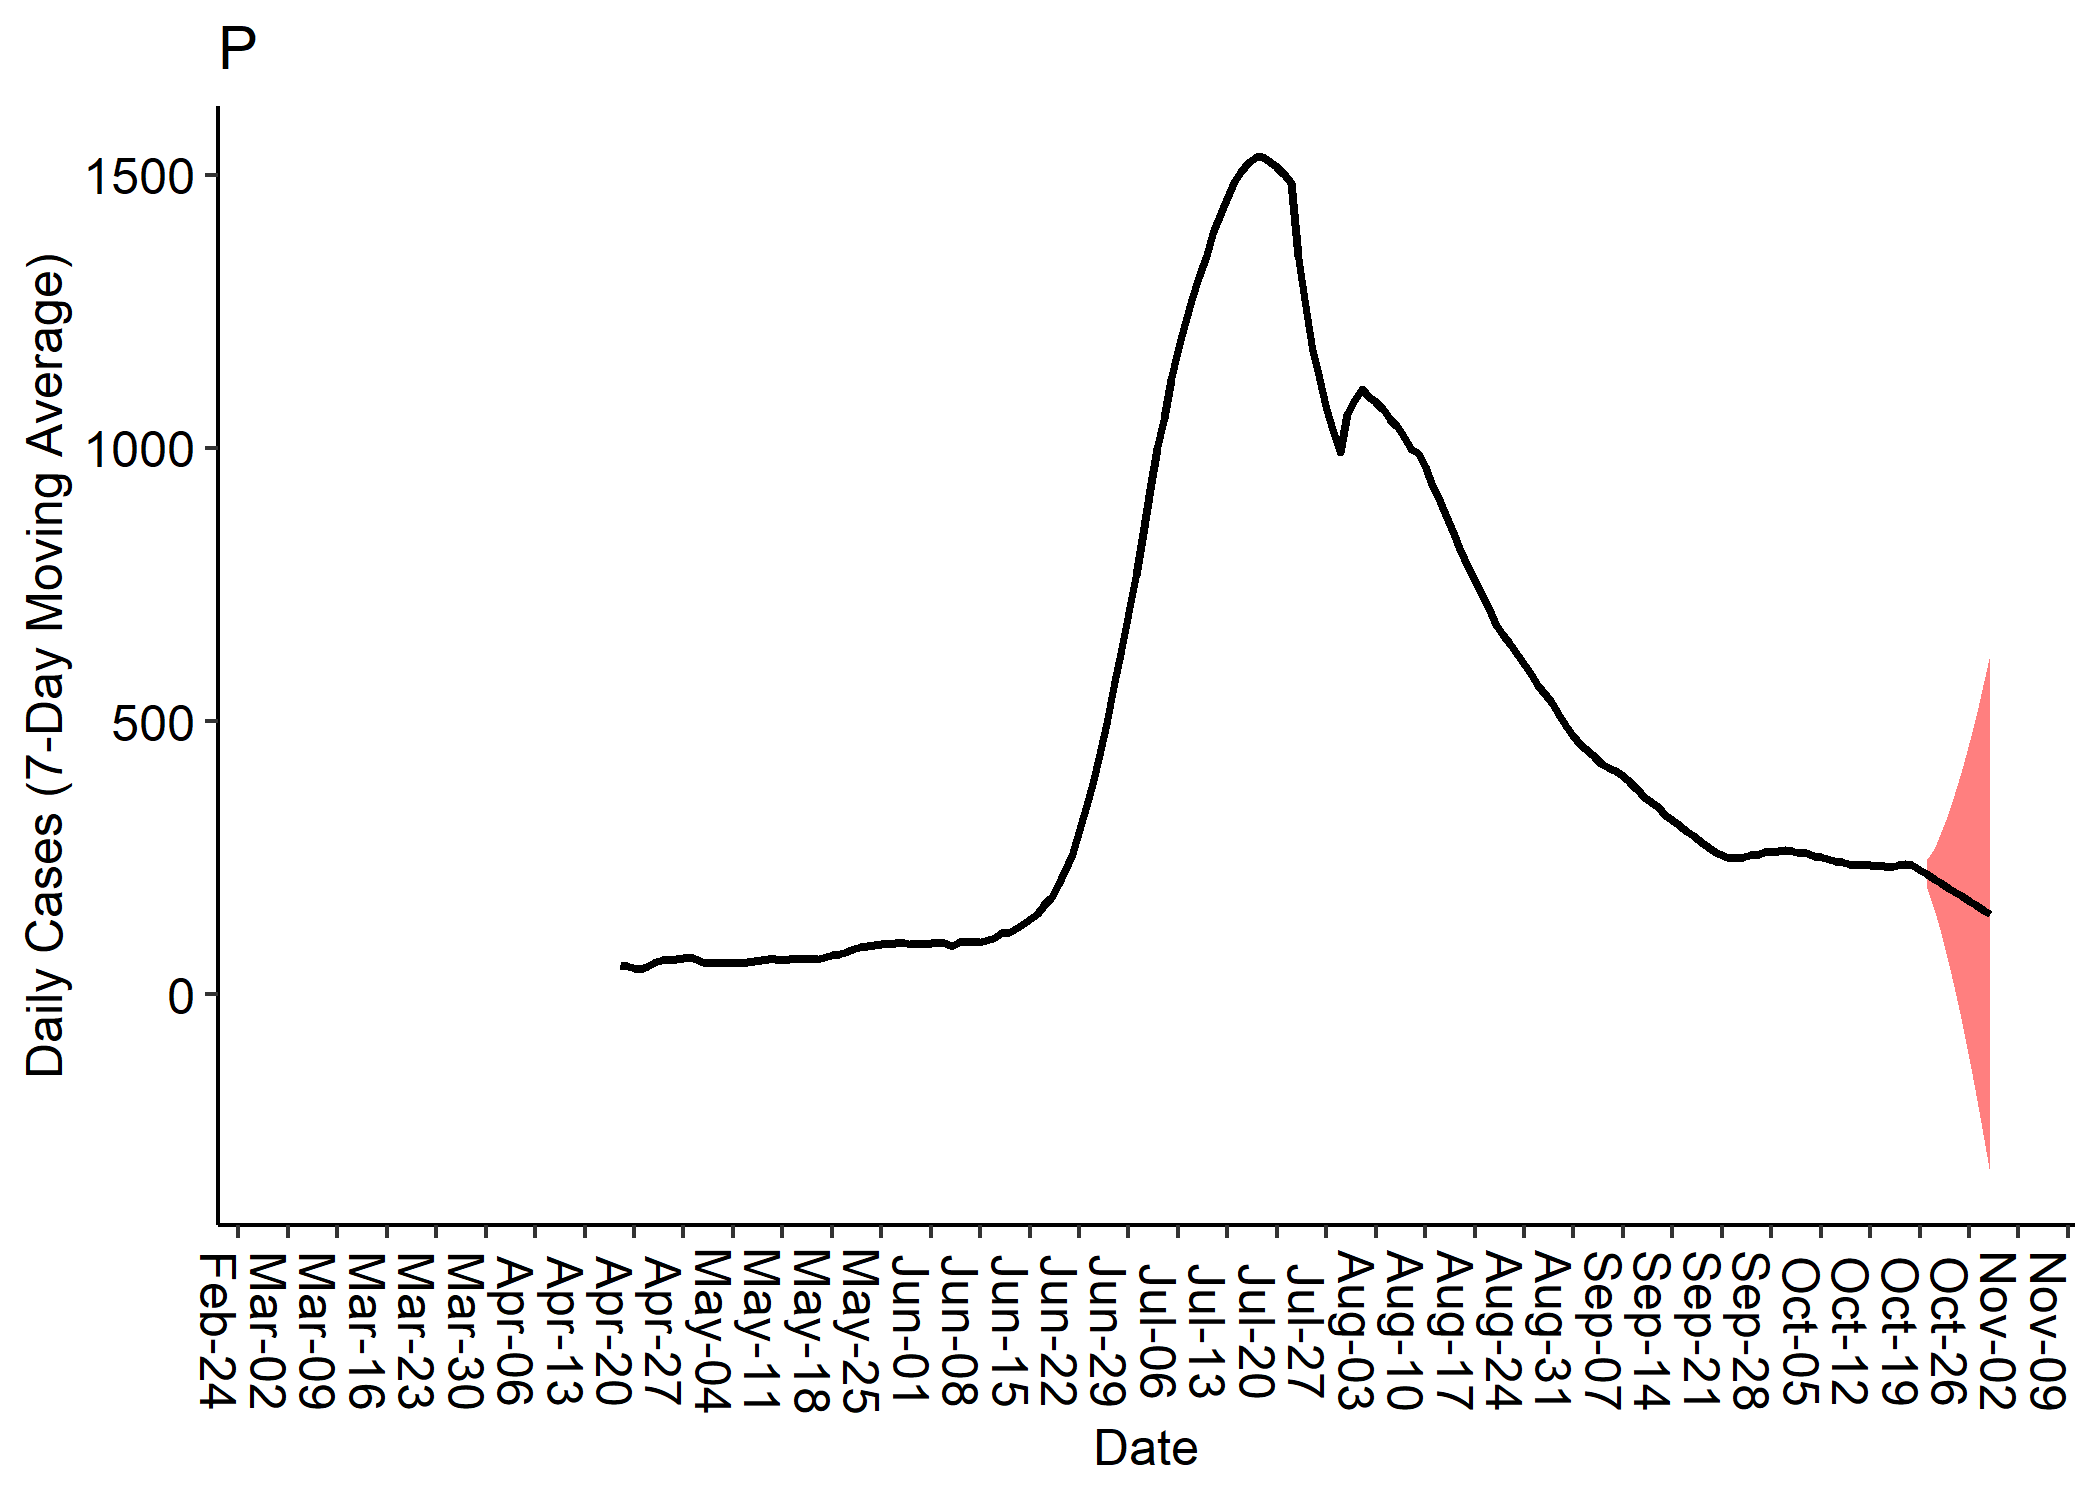 P
Daily Cases (7-Day Moving Average)
1500
1000
500
0
Feb-24
Mar-02
Mar-09
Mar-16
Mar-23
Mar-30
Apr-06
Apr-13
Apr-20
Apr-27
May-04
May-11
May-18
May-25
Jun-01
Jun-08
Jun-15
Jun-22
Jun-29
Jul-06
Jul-13
Jul-20
Jul-27
Aug-03
Aug-10
Aug-17
Aug-24
Aug-31
Sep-07
Sep-14
Sep-21
Sep-28
Oct-05
Oct-12
Oct-19
Oct-26
Nov-02
Nov-09
Date